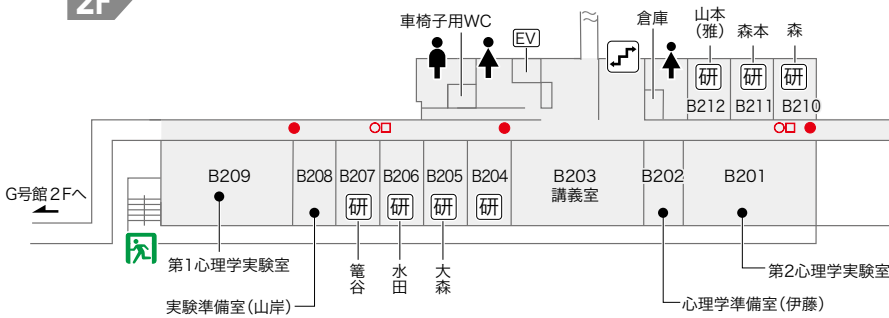 2F
車椅子用WC
EV
倉庫
山本
（雅）
森本
森
研
研
研
B212
B211
B210
G号館2Fへ
B209
B208
B207
B206
B205
B204
B203
講義室
B202
B201
研
研
研
研
第1心理学実験室
篭谷
水田
大森
第2心理学実験室
実験準備室（山岸）
心理学準備室（伊藤）